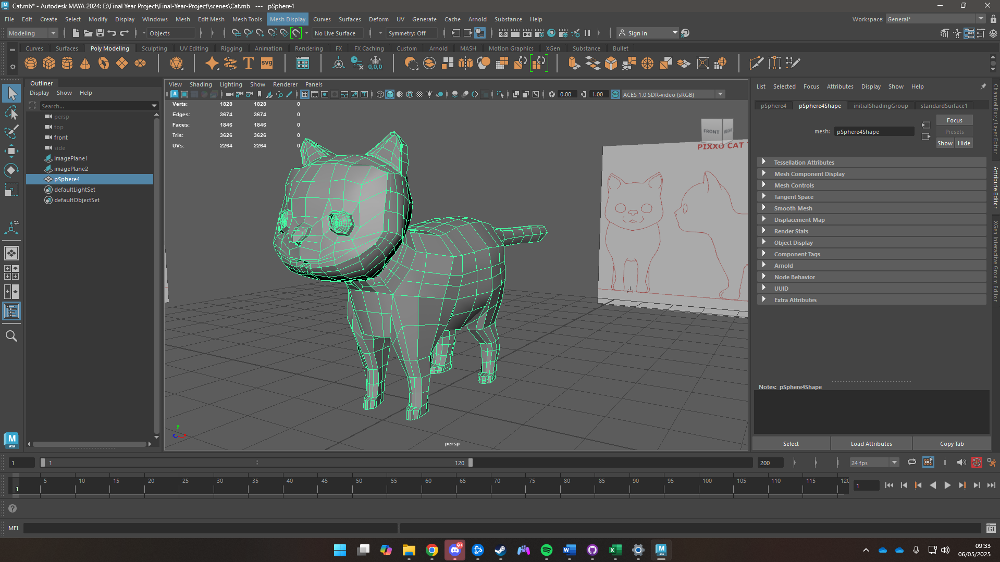 Cat.mb* - Autodesk MAYA 2024: E:\Final Year Project\Final-Year-Project\scenes\Cat.mb --- pSphere4
File Edit Create Select Modify Display Windows Mesh Edit Mesh Mesh Tools Mesh Display Curves Surfaces Deform UV Generate Cache Arnold Substance Help
Workspace: General*
Modeling Objects No Live Surface Symmetry: Off Sign In
Curves Surfaces Poly Modeling Sculpting UV Editing Rigging Animation Rendering FX FX Caching Custom Arnold MASH Motion Graphics XGen Substance Bullet
Outliner
Display Show Help
Search...
persp
top
front
side
imagePlane1
imagePlane2
pSphere4
defaultLightSet
defaultObjectSet
View Shading Lighting Show Renderer Panels
0.00 1.00 ACES 1.0 SDR-video (sRGB)
Verts: 1828 1828 0
Edges: 3674 3674 0
Faces: 1846 1846 0
Tris: 3626 3626 0
UVs: 2264 2264 0
FRONT RIGHT
PIXXO CAT
persp
y
z
List Selected Focus Attributes Display Show Help
pSphere4 pSphere4Shape initialShadingGroup standardSurface1
mesh: pSphere4Shape
Focus
Presets
Show Hide
Tessellation Attributes
Mesh Component Display
Mesh Controls
Tangent Space
Smooth Mesh
Displacement Map
Render Stats
Object Display
Component Tags
Arnold
Node Behavior
UUID
Extra Attributes
Notes: pSphere4Shape
Select Load Attributes Copy Tab
Channel Box / Layer Editor
Attribute Editor
XGen Interactive Groom Editor
1 1 120 200 24 fps
5 10 15 20 25 30 35 40 45 50 55 60 65 70 75 80 85 90 95 100 105 110 115 120
1 1
MEL
9+
09:33
06/05/2025